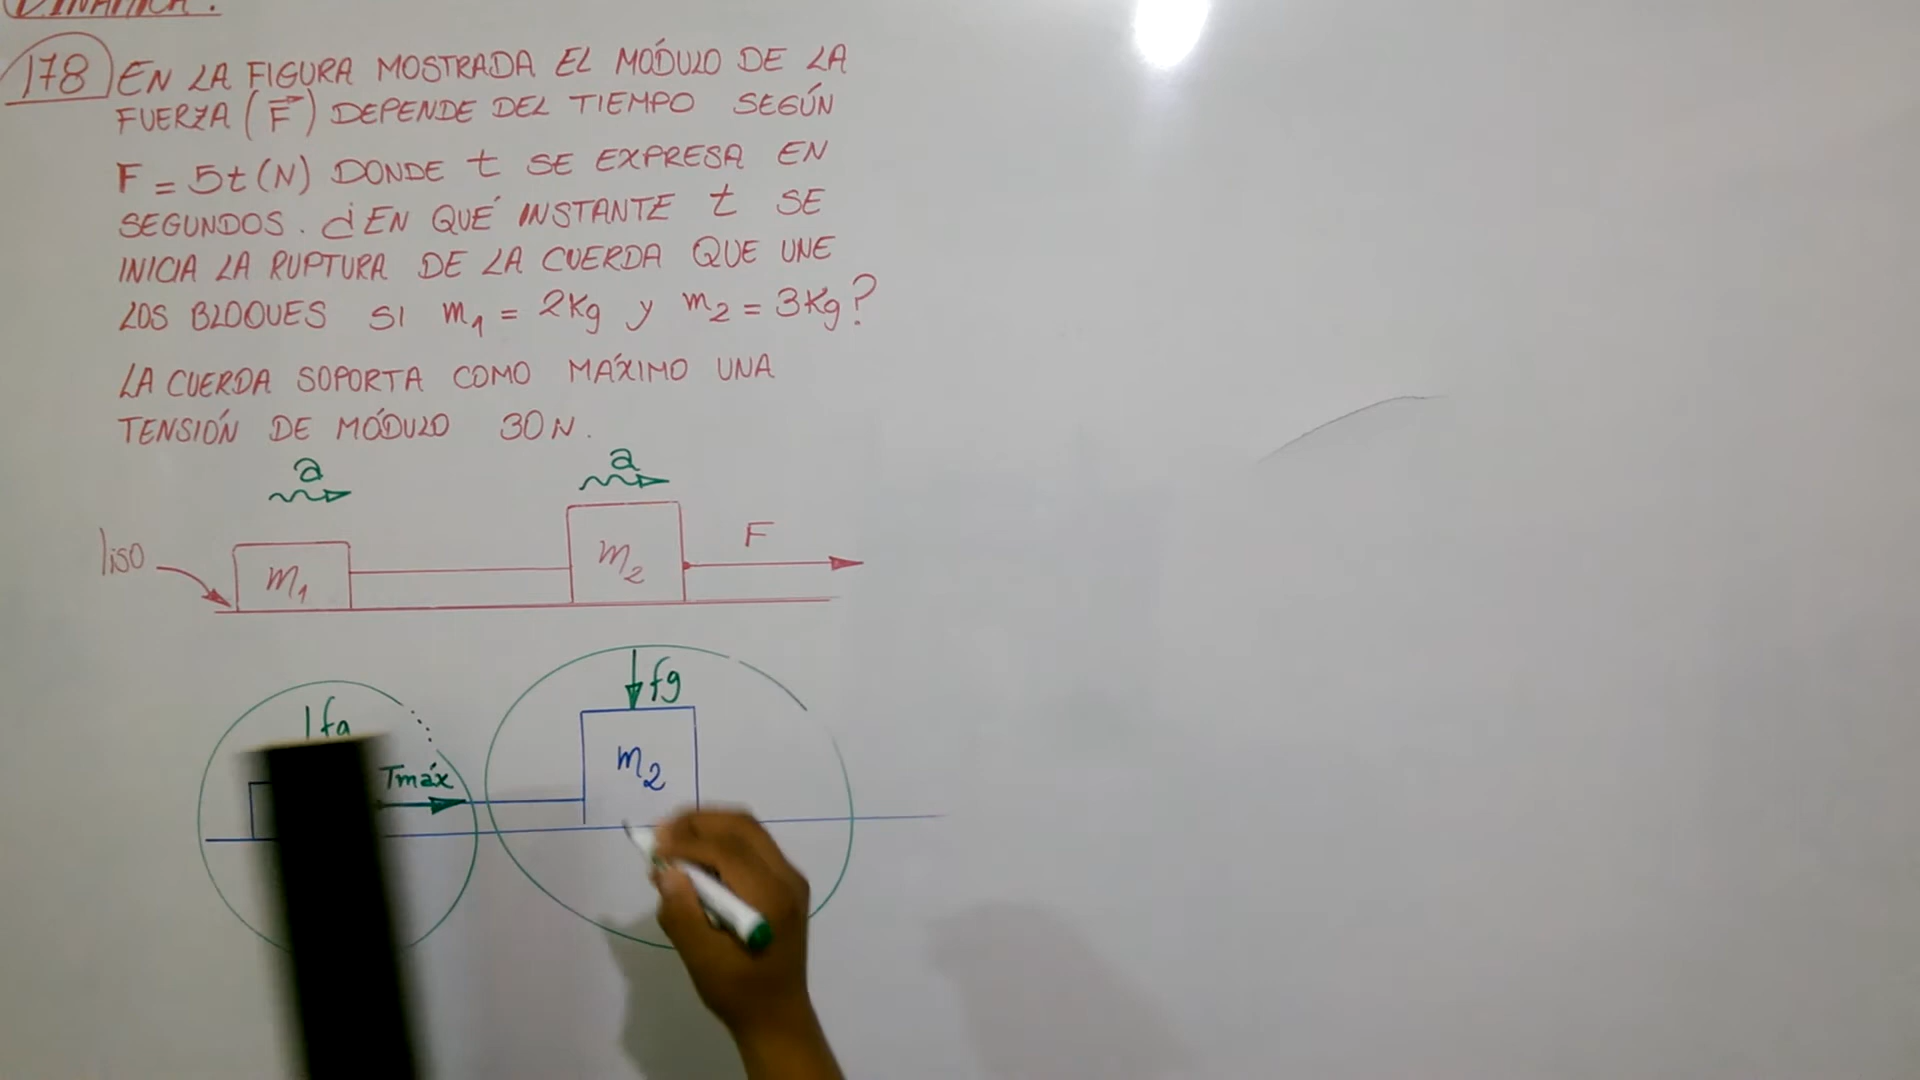 DINÁMICA.
178 EN LA FIGURA MOSTRADA EL MÓDULO DE LA
FUERZA (F⃗) DEPENDE DEL TIEMPO SEGÚN
F = 5t (N) DONDE t SE EXPRESA EN
SEGUNDOS. ¿EN QUÉ INSTANTE t SE
INICIA LA RUPTURA DE LA CUERDA QUE UNE
LOS BLOQUES SI m₁ = 2Kg y m₂ = 3Kg?
LA CUERDA SOPORTA COMO MÁXIMO UNA
TENSIÓN DE MÓDULO 30N.
a a
liso m₁ m₂ F
fg fg
m₂
Tmáx